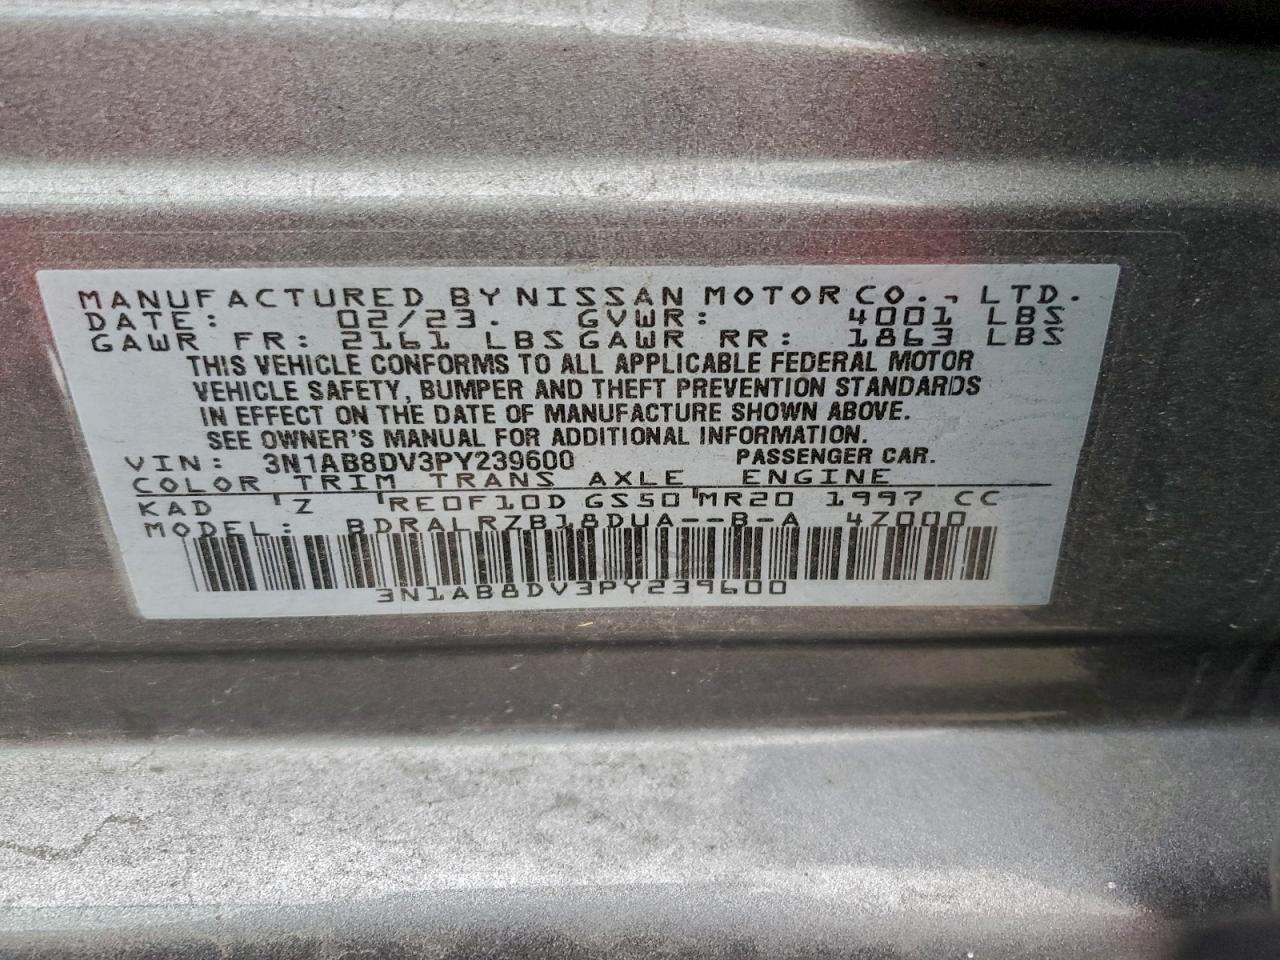 MANUFACTURED BY NISSAN MOTOR CO., LTD.
DATE: 02/23. GVWR: 4001 LBS
GAWR FR: 2161 LBS GAWR RR: 1863 LBS
THIS VEHICLE CONFORMS TO ALL APPLICABLE FEDERAL MOTOR
VEHICLE SAFETY, BUMPER AND THEFT PREVENTION STANDARDS
IN EFFECT ON THE DATE OF MANUFACTURE SHOWN ABOVE.
SEE OWNER'S MANUAL FOR ADDITIONAL INFORMATION.
VIN: 3N1AB8DV3PY239600 PASSENGER CAR.
COLOR TRIM TRANS AXLE ENGINE
KAD Z RE0F10D GS50 MR20 1997 CC
MODEL: BDRALRZB18DUA--B-A 4Z000
3N1AB8DV3PY239600